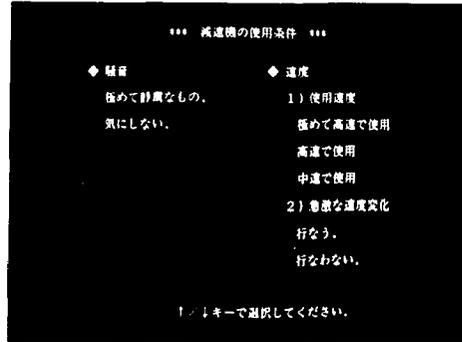 *** 減速機の使用条件 ***
◆ 騒音
極めて静粛なもの。
気にしない。
◆ 速度
1) 使用速度
極めて高速で使用
高速で使用
中速で使用
2) 急激な速度変化
行なう。
行なわない。
↑/↓キーで選択してください。